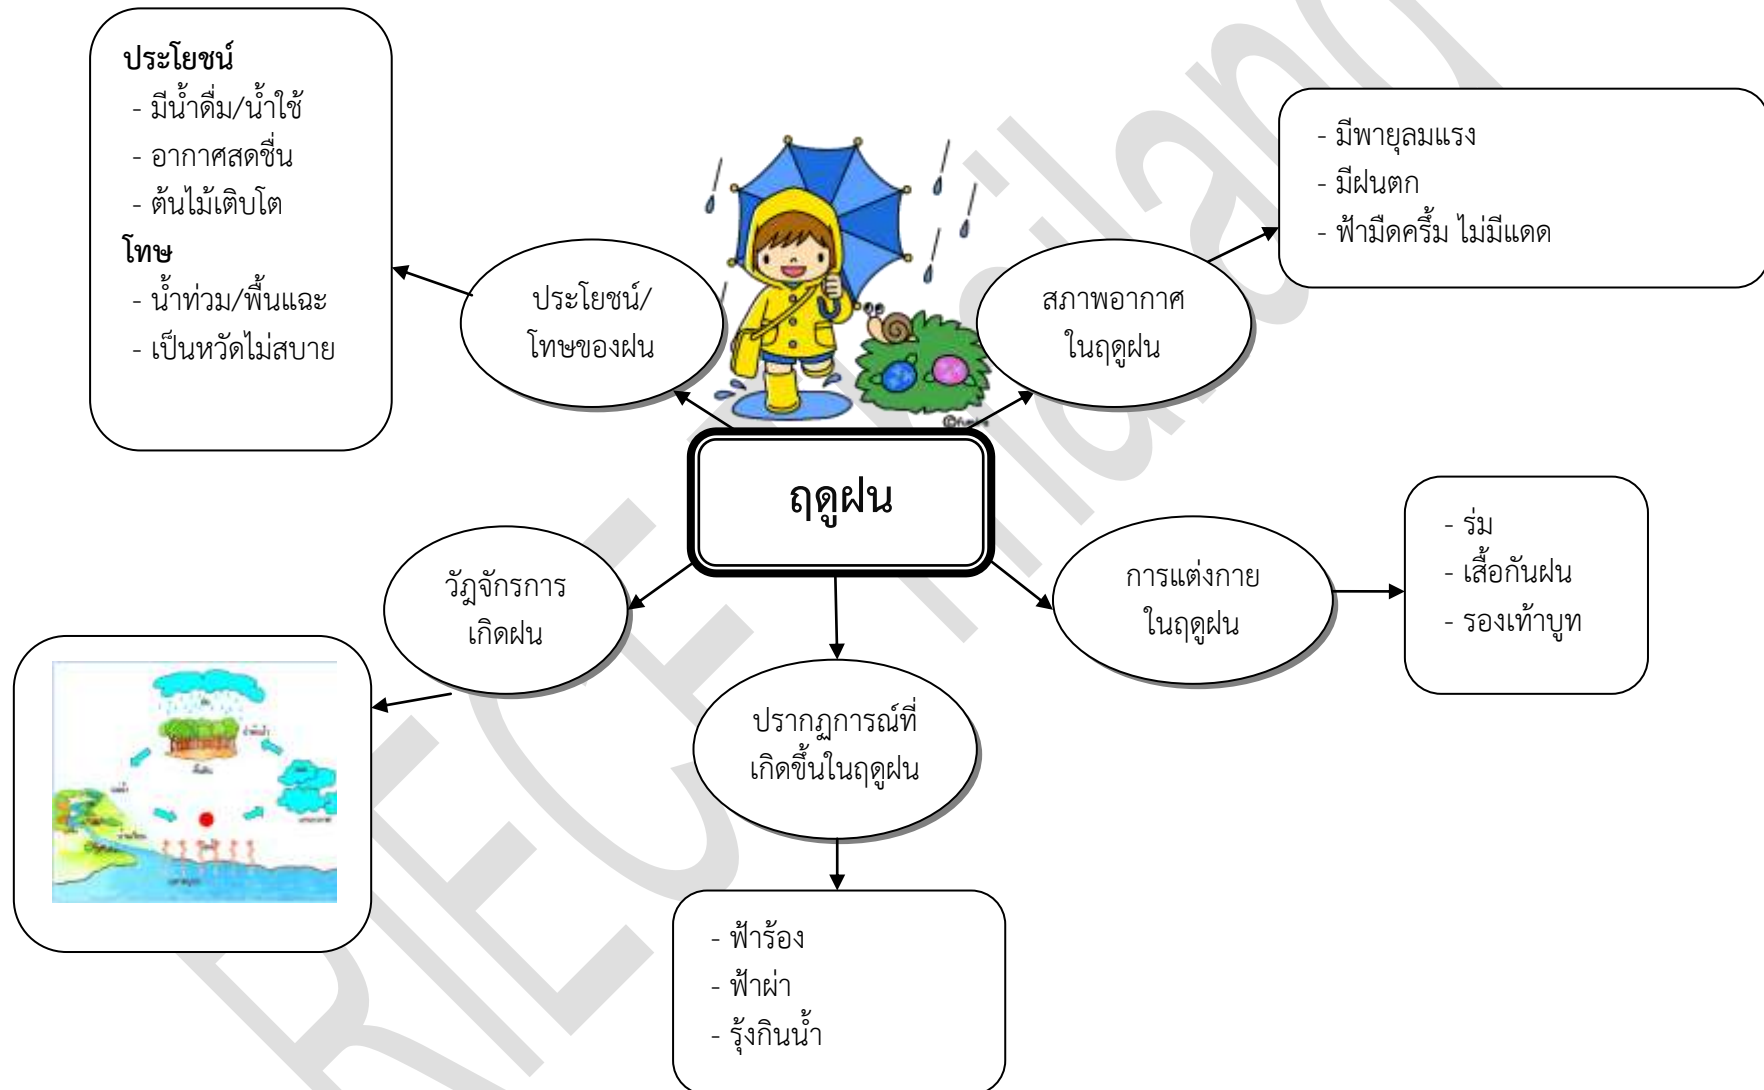 ประโยชน์
- มีน้ำดื่ม/น้ำใช้
- อากาศสดชื่น
- ต้นไม้เติบโต
โทษ
- น้ำท่วม/พื้นแฉะ
- เป็นหวัดไม่สบาย
ประโยชน์/
โทษของฝน
สภาพอากาศ
ในฤดูฝน
- มีพายุลมแรง
- มีฝนตก
- ฟ้ามืดครึ้ม ไม่มีแดด
ฤดูฝน
วัฎจักรการ
เกิดฝน
การแต่งกาย
ในฤดูฝน
- ร่ม
- เสื้อกันฝน
- รองเท้าบูท
ปรากฏการณ์ที่
เกิดขึ้นในฤดูฝน
- ฟ้าร้อง
- ฟ้าผ่า
- รุ้งกินน้ำ
RIECE Thailand